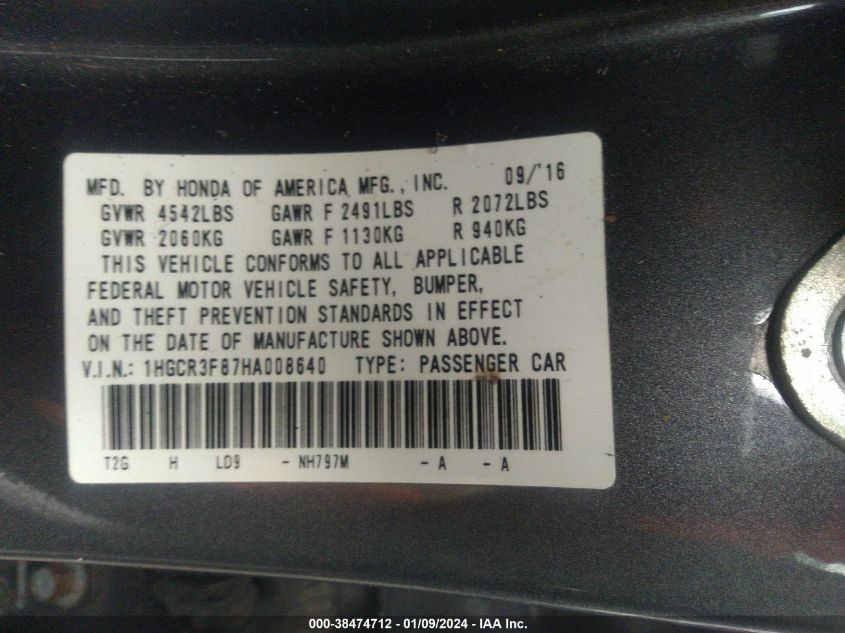 MFD. BY HONDA OF AMERICA MFG., INC. 09/'16
GVWR 4542LBS GAWR F 2491LBS R 2072LBS
GVWR 2060KG GAWR F 1130KG R 940KG
THIS VEHICLE CONFORMS TO ALL APPLICABLE
FEDERAL MOTOR VEHICLE SAFETY, BUMPER,
AND THEFT PREVENTION STANDARDS IN EFFECT
ON THE DATE OF MANUFACTURE SHOWN ABOVE.
V.I.N.: 1HGCR3F87HA008640 TYPE: PASSENGER CAR
T2G H LD9 - NH797M - A - A
000-38474712 - 01/09/2024 - IAA Inc.